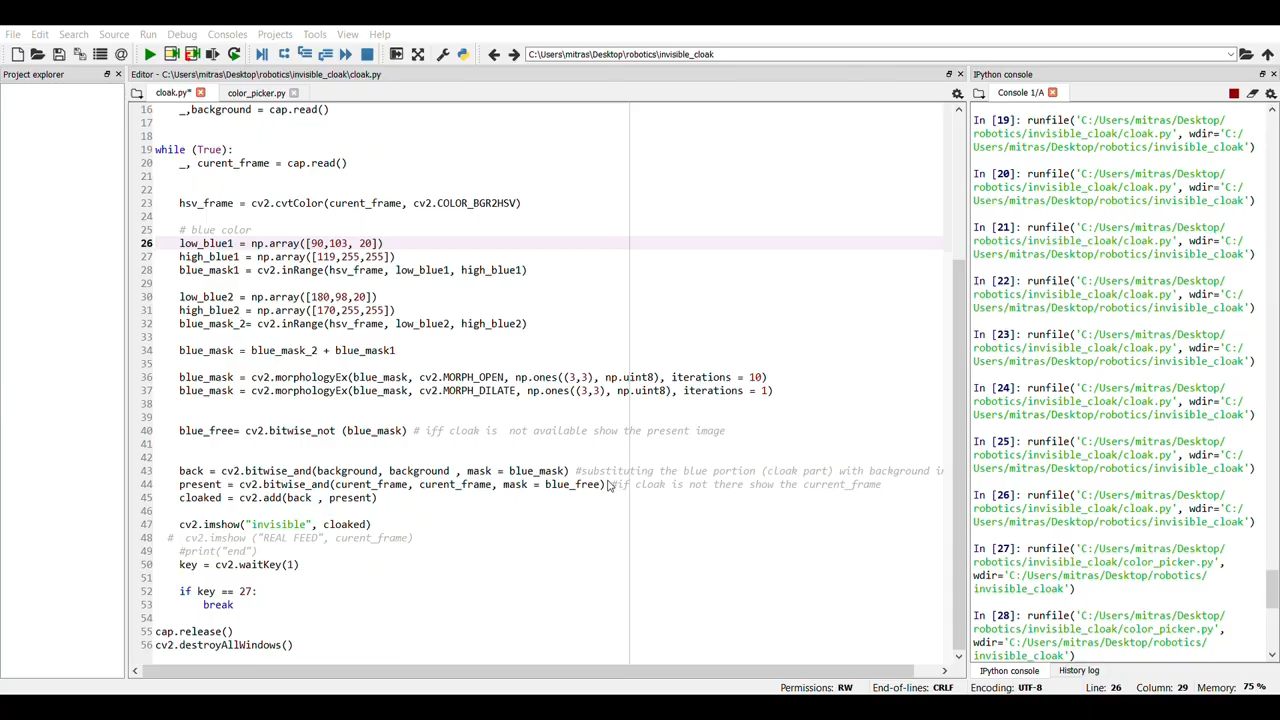 File Edit Search Source Run Debug Consoles Projects Tools View Help
C:\Users\mitras\Desktop\robotics\invisible_cloak
Project explorer
Editor - C:\Users\mitras\Desktop\robotics\invisible_cloak\cloak.py
cloak.py* color_picker.py
16 _,background = cap.read()
17
18
19 while (True):
20 _, curent_frame = cap.read()
21
22
23 hsv_frame = cv2.cvtColor(curent_frame, cv2.COLOR_BGR2HSV)
24
25 # blue color
26 low_blue1 = np.array([90,103, 20])
27 high_blue1 = np.array([119,255,255])
28 blue_mask1 = cv2.inRange(hsv_frame, low_blue1, high_blue1)
29
30 low_blue2 = np.array([180,98,20])
31 high_blue2 = np.array([170,255,255])
32 blue_mask_2= cv2.inRange(hsv_frame, low_blue2, high_blue2)
33
34 blue_mask = blue_mask_2 + blue_mask1
35
36 blue_mask = cv2.morphologyEx(blue_mask, cv2.MORPH_OPEN, np.ones((3,3), np.uint8), iterations = 10)
37 blue_mask = cv2.morphologyEx(blue_mask, cv2.MORPH_DILATE, np.ones((3,3), np.uint8), iterations = 1)
38
39
40 blue_free= cv2.bitwise_not (blue_mask) # iff cloak is not available show the present image
41
42
43 back = cv2.bitwise_and(background, background , mask = blue_mask) #substituting the blue portion (cloak part) with background i
44 present = cv2.bitwise_and(curent_frame, curent_frame, mask = blue_free) #if cloak is not there show the current_frame
45 cloaked = cv2.add(back , present)
46
47 cv2.imshow("invisible", cloaked)
48 # cv2.imshow ("REAL FEED", curent_frame)
49 #print("end")
50 key = cv2.waitKey(1)
51
52 if key == 27:
53 break
54
55 cap.release()
56 cv2.destroyAllWindows()
IPython console
Console 1/A
In [19]: runfile('C:/Users/mitras/Desktop/
robotics/invisible_cloak/cloak.py', wdir='C:/
Users/mitras/Desktop/robotics/invisible_cloak')
In [20]: runfile('C:/Users/mitras/Desktop/
robotics/invisible_cloak/cloak.py', wdir='C:/
Users/mitras/Desktop/robotics/invisible_cloak')
In [21]: runfile('C:/Users/mitras/Desktop/
robotics/invisible_cloak/cloak.py', wdir='C:/
Users/mitras/Desktop/robotics/invisible_cloak')
In [22]: runfile('C:/Users/mitras/Desktop/
robotics/invisible_cloak/cloak.py', wdir='C:/
Users/mitras/Desktop/robotics/invisible_cloak')
In [23]: runfile('C:/Users/mitras/Desktop/
robotics/invisible_cloak/cloak.py', wdir='C:/
Users/mitras/Desktop/robotics/invisible_cloak')
In [24]: runfile('C:/Users/mitras/Desktop/
robotics/invisible_cloak/cloak.py', wdir='C:/
Users/mitras/Desktop/robotics/invisible_cloak')
In [25]: runfile('C:/Users/mitras/Desktop/
robotics/invisible_cloak/cloak.py', wdir='C:/
Users/mitras/Desktop/robotics/invisible_cloak')
In [26]: runfile('C:/Users/mitras/Desktop/
robotics/invisible_cloak/cloak.py', wdir='C:/
Users/mitras/Desktop/robotics/invisible_cloak')
In [27]: runfile('C:/Users/mitras/Desktop/
robotics/invisible_cloak/color_picker.py',
wdir='C:/Users/mitras/Desktop/robotics/
invisible_cloak')
In [28]: runfile('C:/Users/mitras/Desktop/
robotics/invisible_cloak/color_picker.py',
wdir='C:/Users/mitras/Desktop/robotics/
invisible_cloak')
IPython console History log
Permissions: RW End-of-lines: CRLF Encoding: UTF-8 Line: 26 Column: 29 Memory: 75 %